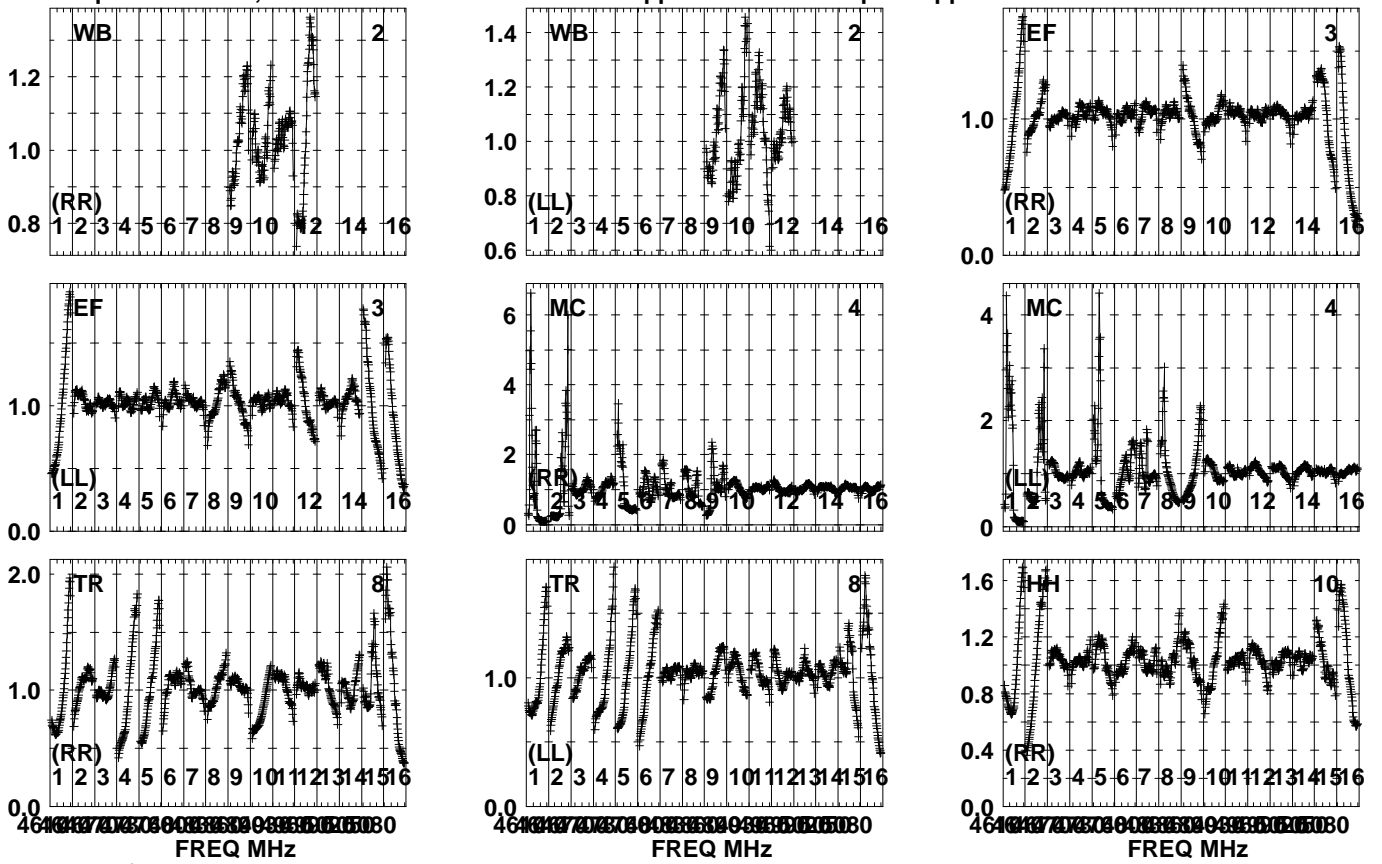 WB 2
1.2
1.0
(RR)
0.8
1 2 3 4 5 6 7 8 9 10 12 14 16
WB 2
1.4
1.2
1.0
0.8
(LL)
0.6
1 2 3 4 5 6 7 8 9 10 12 14 16
EF 3
1.0
(RR)
1 2 3 4 5 6 7 8 9 10 12 14 16
0.0
EF 3
1.0
(LL)
1 2 3 4 5 6 7 8 9 10 12 14 16
0.0
MC 4
6
4
2
(RR)
1 2 3 4 5 6 7 8 9 10 12 14 16
0
MC 4
4
2
(LL)
1 2 3 4 5 6 7 8 9 10 12 14 16
0
TR 8
2.0
1.0
(RR)
1 2 3 4 5 6 7 8 9 10 11 12 13 14 15 16
0.0
FREQ MHz
TR 8
1.0
(LL)
1 2 3 4 5 6 7 8 9 10 11 12 13 14 15 16
0.0
FREQ MHz
HH 10
1.6
1.2
0.8
0.4
(RR)
1 2 3 4 5 6 7 8 9 10 11 12 13 14 15 16
0.0
FREQ MHz